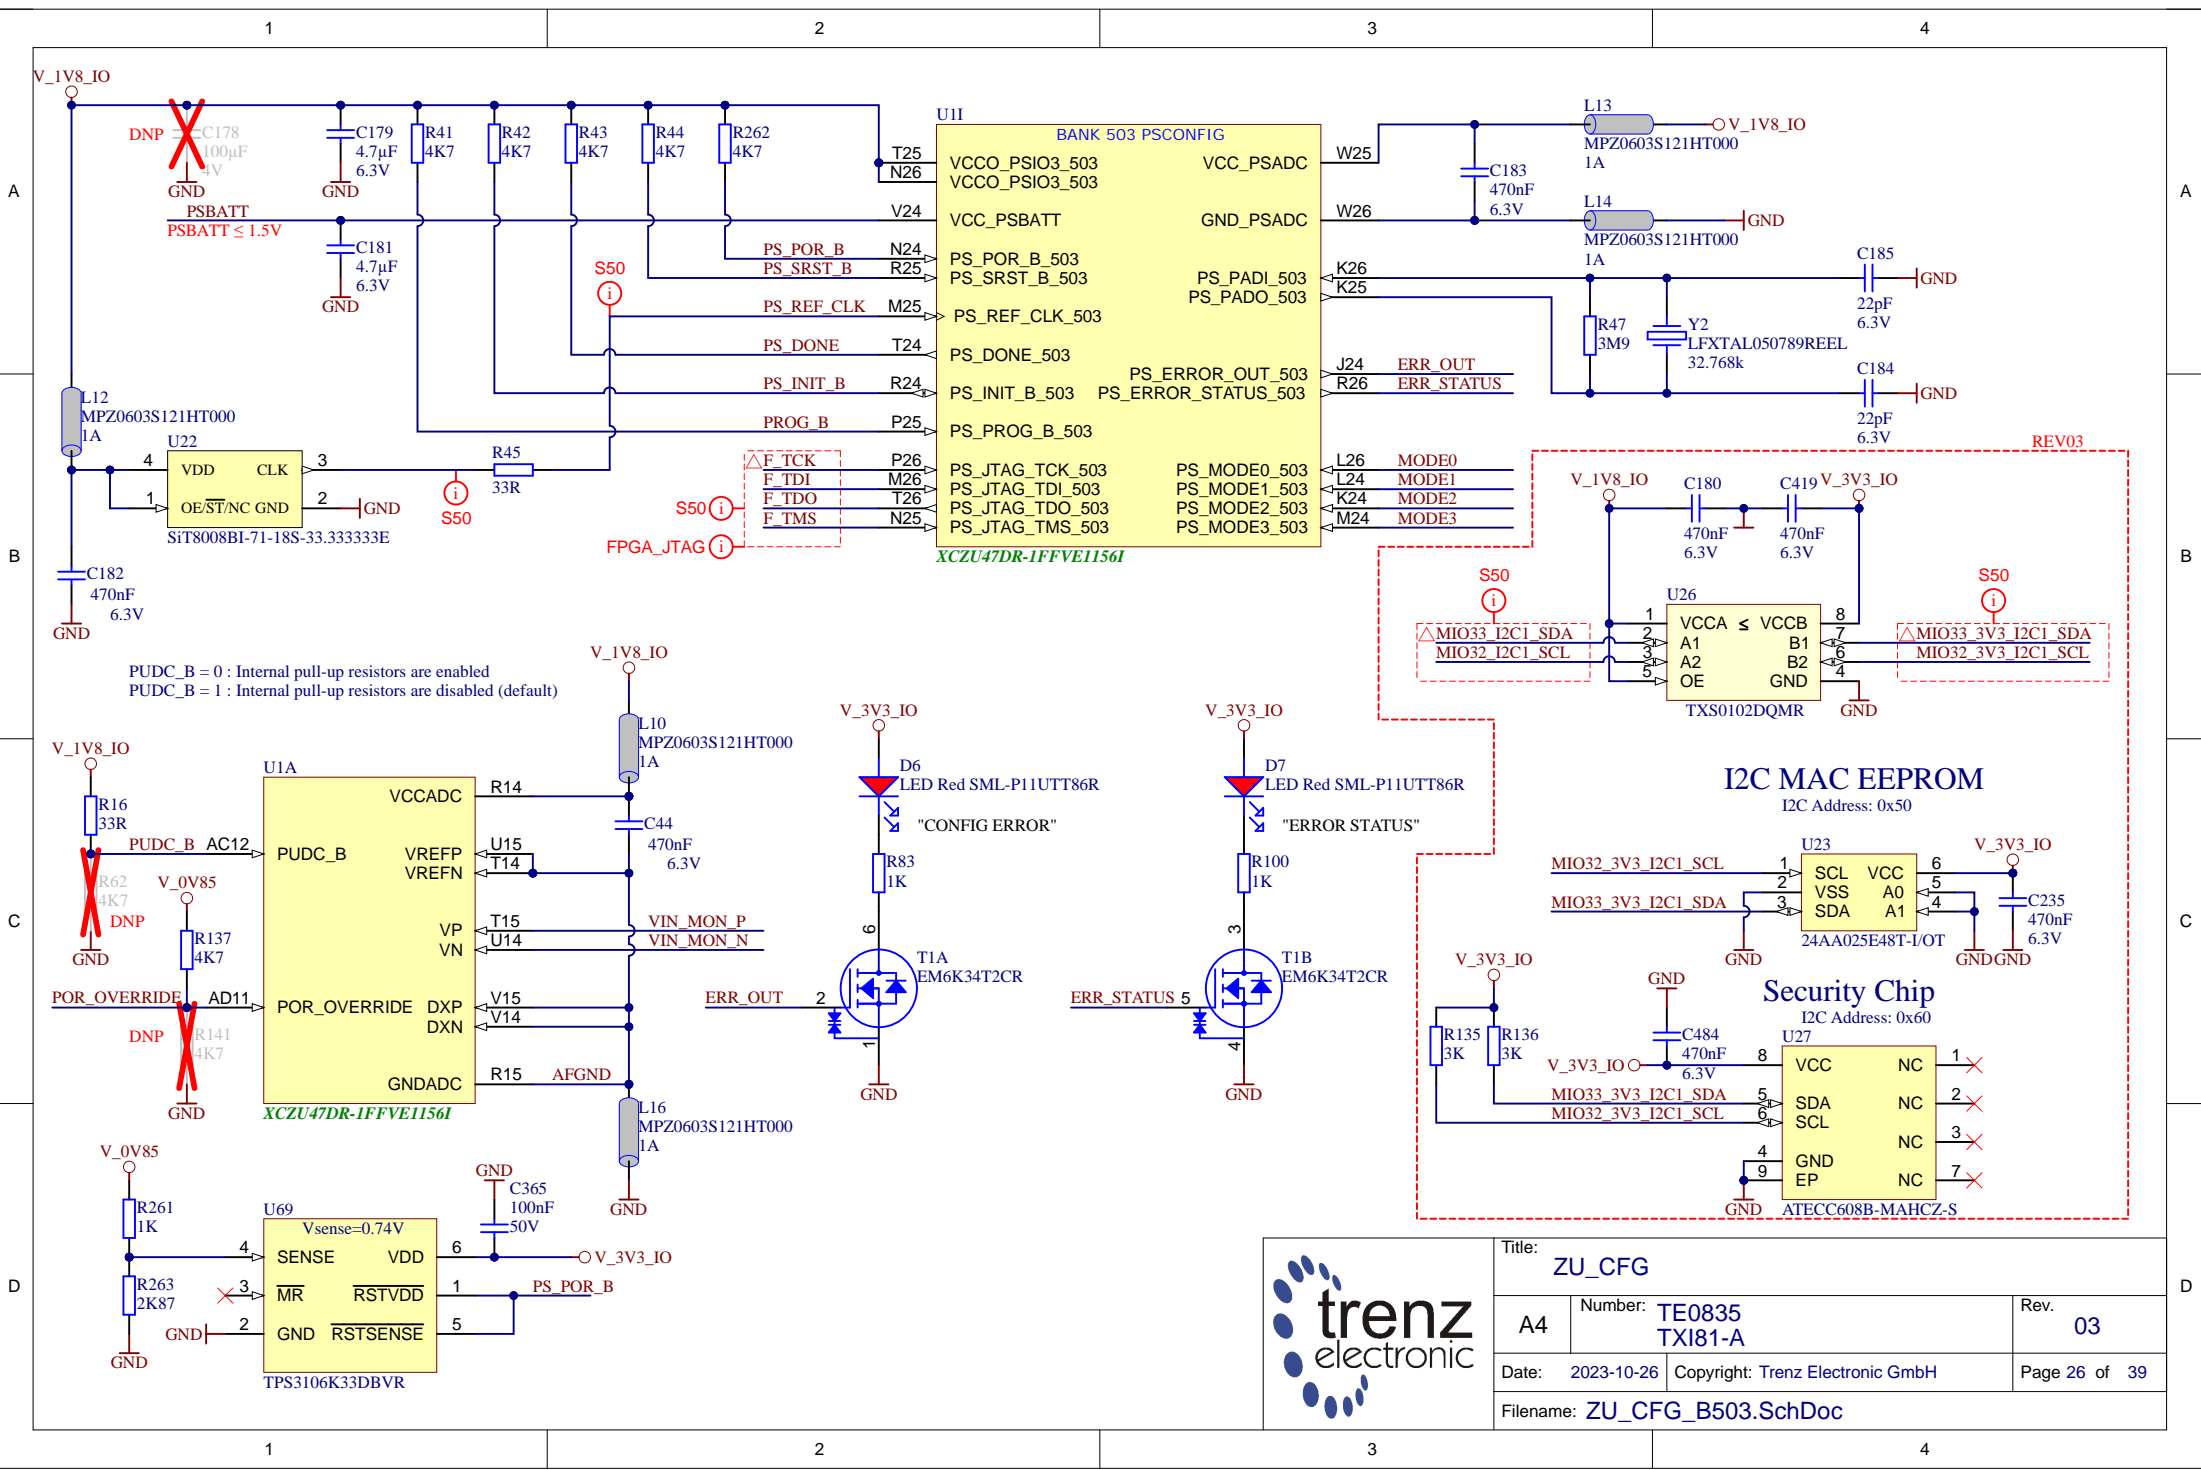 1
2
3
4
A
B
C
D
A
B
C
D
1
2
3
4
V_1V8_IO
DNP
C178
100µF
4V
GND
C179
4.7µF
6.3V
GND
R41
4K7
R42
4K7
R43
4K7
R44
4K7
R262
4K7
PSBATT
PSBATT ≤ 1.5V
C181
4.7µF
6.3V
GND
S50
i
PS_POR_B
PS_SRST_B
PS_REF_CLK
PS_DONE
PS_INIT_B
PROG_B
F_TCK
F_TDI
F_TDO
F_TMS
S50
i
FPGA_JTAG
i
T25
N26
V24
N24
R25
M25
T24
R24
P25
P26
M26
T26
N25
U1I
BANK 503 PSCONFIG
VCCO_PSIO3_503
VCCO_PSIO3_503
VCC_PSBATT
PS_POR_B_503
PS_SRST_B_503
PS_REF_CLK_503
PS_DONE_503
PS_INIT_B_503
PS_PROG_B_503
PS_JTAG_TCK_503
PS_JTAG_TDI_503
PS_JTAG_TDO_503
PS_JTAG_TMS_503
VCC_PSADC
GND_PSADC
PS_PADI_503
PS_PADO_503
PS_ERROR_OUT_503
PS_ERROR_STATUS_503
PS_MODE0_503
PS_MODE1_503
PS_MODE2_503
PS_MODE3_503
XCZU47DR-1FFVE1156I
W25
W26
K26
K25
J24
R26
L26
L24
K24
M24
ERR_OUT
ERR_STATUS
MODE0
MODE1
MODE2
MODE3
L13
MPZ0603S121HT000
1A
V_1V8_IO
C183
470nF
6.3V
L14
MPZ0603S121HT000
1A
GND
C185
22pF
6.3V
GND
R47
3M9
Y2
LFXTAL050789REEL
32.768k
C184
22pF
6.3V
GND
L12
MPZ0603S121HT000
1A
U22
4
VDD
CLK
3
1
OE/ST/NC
GND
2
GND
SiT8008BI-71-18S-33.333333E
R45
33R
i
S50
C182
470nF
6.3V
GND
REV03
V_1V8_IO
C180
470nF
6.3V
C419
470nF
6.3V
V_3V3_IO
S50
i
S50
i
U26
1
VCCA ≤ VCCB
8
2
A1
B1
7
3
A2
B2
6
5
OE
GND
4
TXS0102DQMR
GND
MIO33_I2C1_SDA
MIO32_I2C1_SCL
MIO33_3V3_I2C1_SDA
MIO32_3V3_I2C1_SCL
PUDC_B = 0 : Internal pull-up resistors are enabled
PUDC_B = 1 : Internal pull-up resistors are disabled (default)
V_1V8_IO
L10
MPZ0603S121HT000
1A
V_1V8_IO
R16
33R
PUDC_B
AC12
R62
4K7
DNP
GND
V_0V85
R137
4K7
POR_OVERRIDE
AD11
DNP
R141
4K7
GND
U1A
PUDC_B
POR_OVERRIDE
VCCADC
VREFP
VREFN
VP
VN
DXP
DXN
GNDADC
XCZU47DR-1FFVE1156I
R14
U15
T14
T15
U14
V15
V14
R15
C44
470nF
6.3V
VIN_MON_P
VIN_MON_N
AFGND
L16
MPZ0603S121HT000
1A
GND
V_3V3_IO
D6
LED Red SML-P11UTT86R
"CONFIG ERROR"
R83
1K
6
T1A
EM6K34T2CR
ERR_OUT
2
1
GND
V_3V3_IO
D7
LED Red SML-P11UTT86R
"ERROR STATUS"
R100
1K
3
T1B
EM6K34T2CR
ERR_STATUS
5
4
GND
I2C MAC EEPROM
I2C Address: 0x50
U23
V_3V3_IO
MIO32_3V3_I2C1_SCL
1
SCL
VCC
6
2
VSS
A0
5
MIO33_3V3_I2C1_SDA
3
SDA
A1
4
24AA025E48T-I/OT
GND
GND
GND
C235
470nF
6.3V
Security Chip
I2C Address: 0x60
V_3V3_IO
R135
3K
R136
3K
GND
C484
470nF
6.3V
V_3V3_IO
U27
8
VCC
NC
1
MIO33_3V3_I2C1_SDA
5
SDA
NC
2
MIO32_3V3_I2C1_SCL
6
SCL
NC
3
4
GND
9
EP
NC
7
GND
ATECC608B-MAHCZ-S
V_0V85
R261
1K
R263
2K87
GND
U69
Vsense=0.74V
4
SENSE
VDD
6
3
MR
RSTVDD
1
GND
2
GND
RSTSENSE
5
TPS3106K33DBVR
GND
C365
100nF
50V
V_3V3_IO
PS_POR_B
trenz
electronic
Title:
ZU_CFG
A4
Number: TE0835
TXI81-A
Rev.
03
Date: 2023-10-26
Copyright: Trenz Electronic GmbH
Page 26 of 39
Filename: ZU_CFG_B503.SchDoc